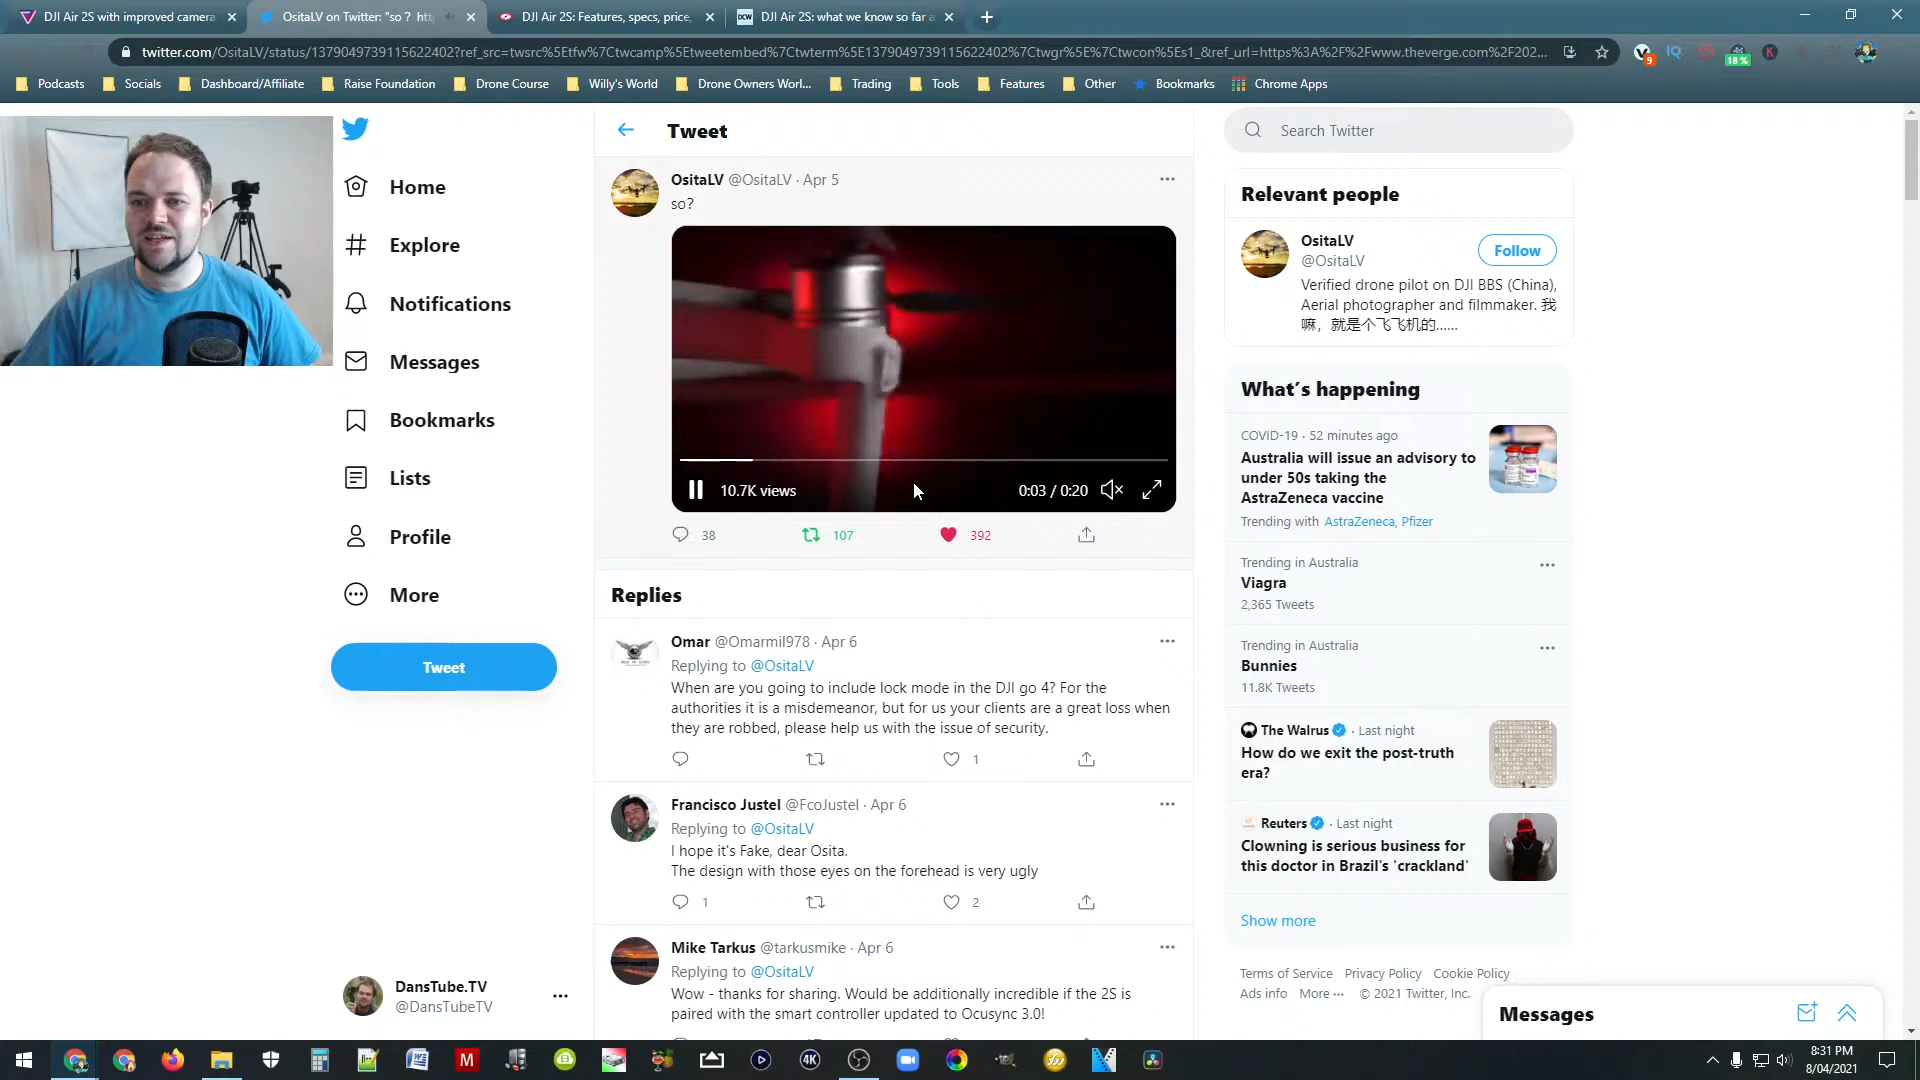 DJI Air 2S with improved camera
OsitaLV on Twitter: "so ? htt
DJI Air 2S: Features, specs, price,
DCW DJI Air 2S: what we know so far a
twitter.com/OsitaLV/status/1379049739115622402?ref_src=twsrc%5Etfw%7Ctwcamp%5Etweetembed%7Ctwterm%5E1379049739115622402%7Ctwgr%5E%7Ctwcon%5Es1_&ref_url=https%3A%2F%2Fwww.theverge.com%2F202...
IQ
9
18%
K
Podcasts Socials Dashboard/Affiliate Raise Foundation Drone Course Willy's World Drone Owners Worl... Trading Tools Features Other Bookmarks Chrome Apps
Home
Explore
Notifications
Messages
Bookmarks
Lists
Profile
More
Tweet
DansTube.TV
@DansTubeTV
Tweet
OsitaLV @OsitaLV · Apr 5
so?
10.7K views 0:03 / 0:20
38 107 392
Replies
Omar @Omarmil978 · Apr 6
Replying to @OsitaLV
When are you going to include lock mode in the DJI go 4? For the
authorities it is a misdemeanor, but for us your clients are a great loss when
they are robbed, please help us with the issue of security.
1
Francisco Justel @FcoJustel · Apr 6
Replying to @OsitaLV
I hope it's Fake, dear Osita.
The design with those eyes on the forehead is very ugly
1 2
Mike Tarkus @tarkusmike · Apr 6
Replying to @OsitaLV
Wow - thanks for sharing. Would be additionally incredible if the 2S is
paired with the smart controller updated to Ocusync 3.0!
Search Twitter
Relevant people
OsitaLV
@OsitaLV
Follow
Verified drone pilot on DJI BBS (China),
Aerial photographer and filmmaker. 我
嘛，就是个飞飞机的……
What's happening
COVID-19 · 52 minutes ago
Australia will issue an advisory to
under 50s taking the
AstraZeneca vaccine
Trending with AstraZeneca, Pfizer
Trending in Australia
Viagra
2,365 Tweets
Trending in Australia
Bunnies
11.8K Tweets
The Walrus · Last night
How do we exit the post-truth
era?
Reuters · Last night
Clowning is serious business for
this doctor in Brazil's 'crackland'
Show more
Terms of Service Privacy Policy Cookie Policy
Ads info More ··· © 2021 Twitter, Inc.
Messages
4K
8:31 PM
8/04/2021